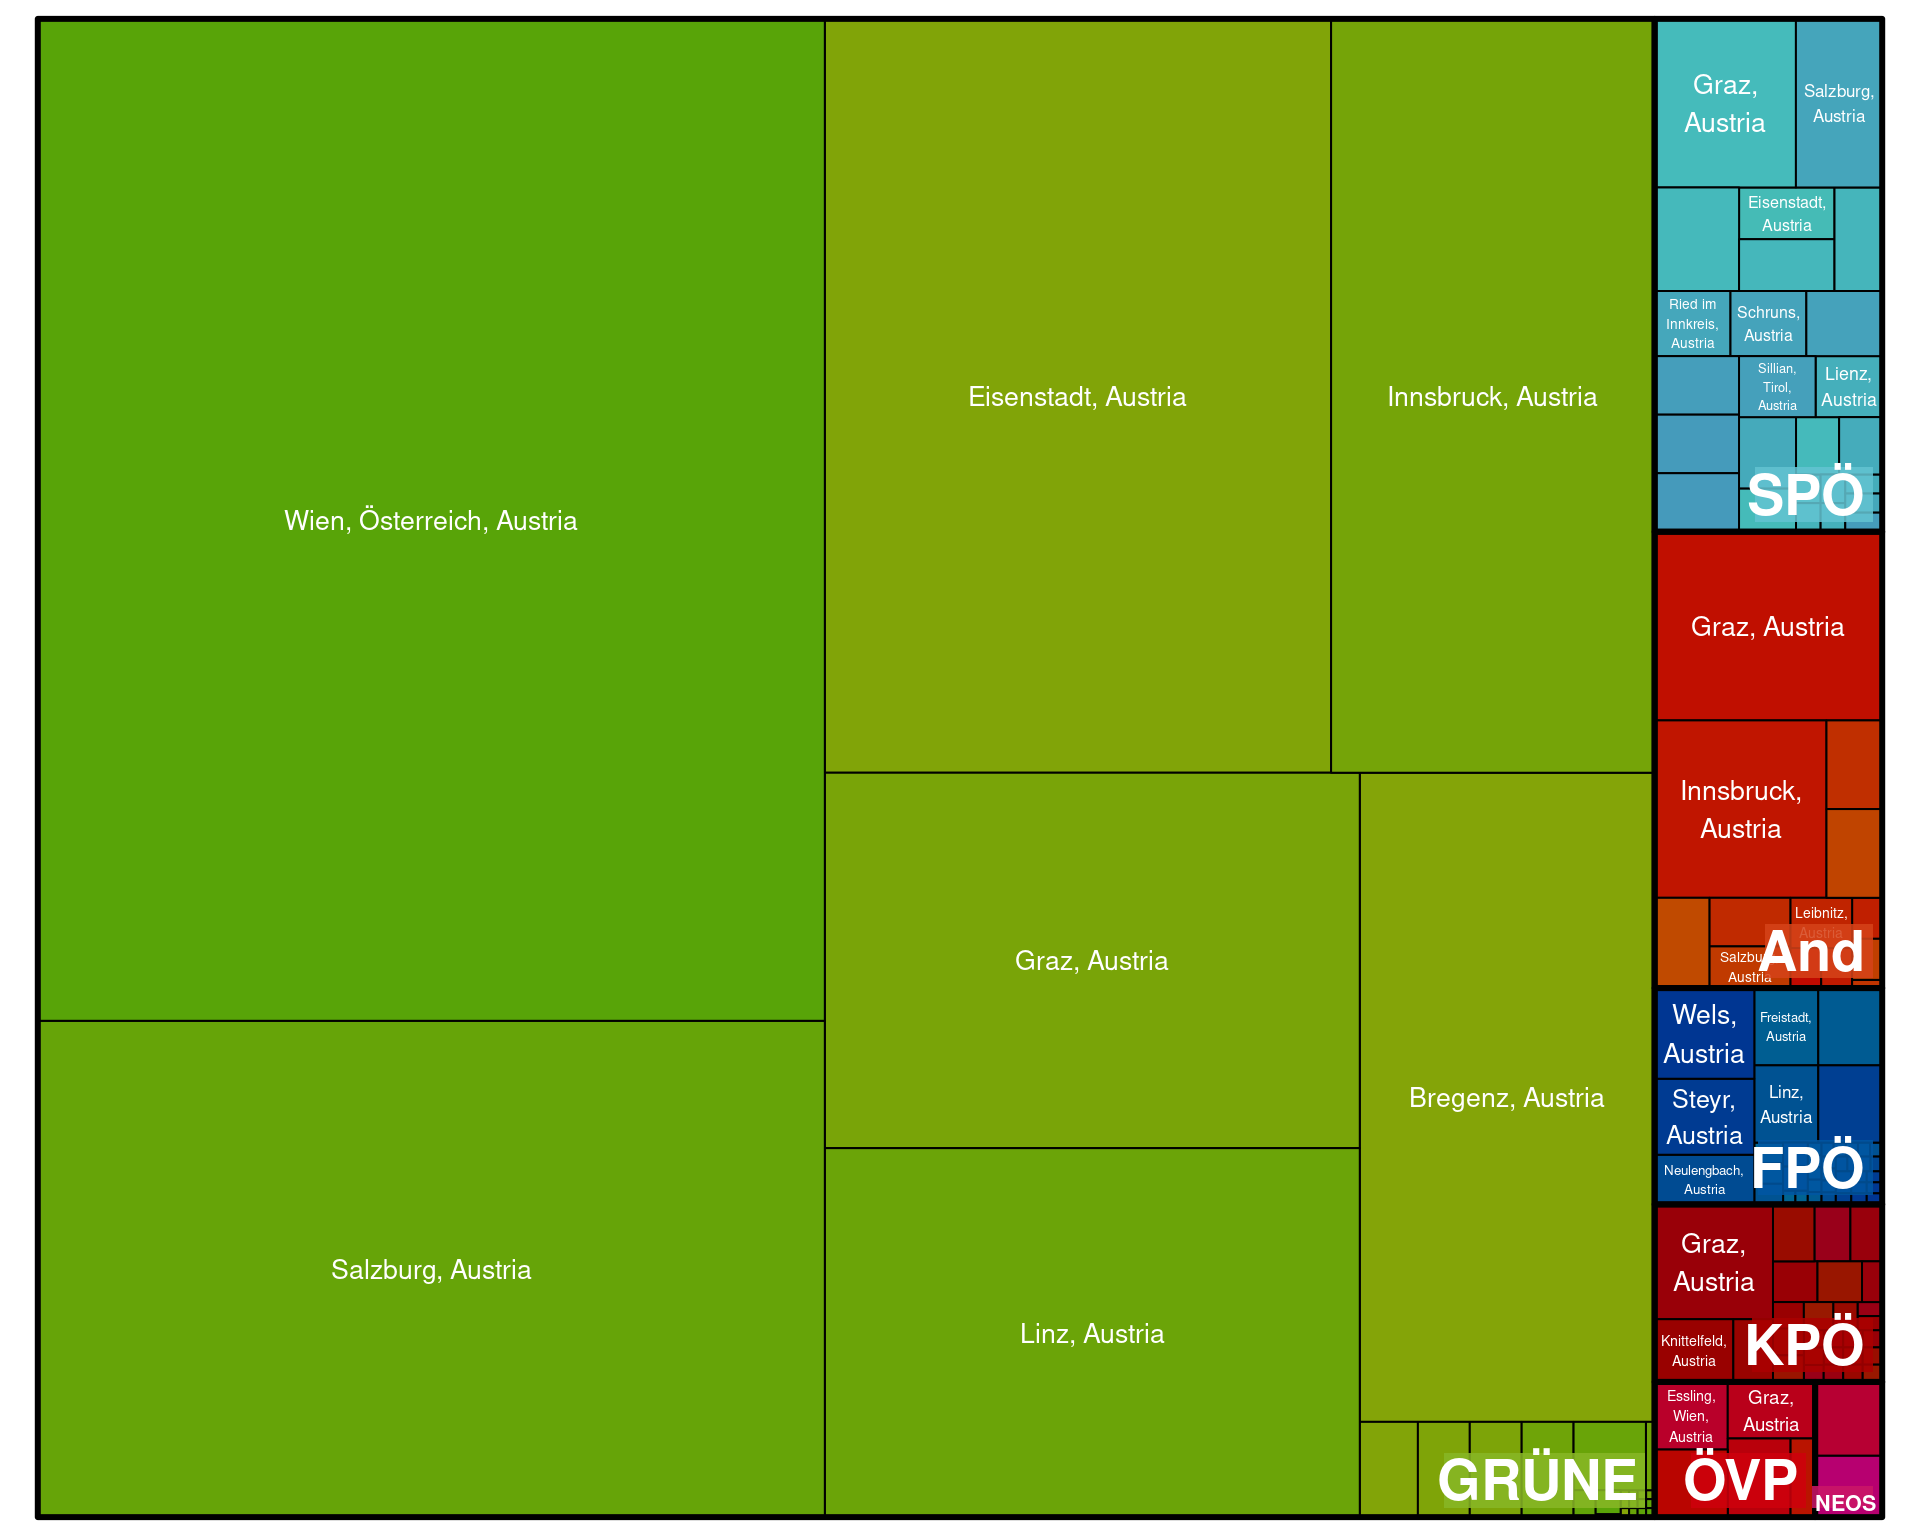 Wien, Österreich, Austria
Salzburg, Austria
Eisenstadt, Austria
Innsbruck, Austria
Graz, Austria
Linz, Austria
Bregenz, Austria
GRÜNE
Graz,
Austria
Salzburg,
Austria
Eisenstadt,
Austria
Ried im
Innkreis,
Austria
Schruns,
Austria
Sillian,
Tirol,
Austria
Lienz,
Austria
SPÖ
Graz, Austria
Innsbruck,
Austria
Leibnitz,
Austria
Salzburg,
Austria
And
Wels,
Austria
Freistadt,
Austria
Steyr,
Austria
Linz,
Austria
Neulengbach,
Austria
FPÖ
Graz,
Austria
Knittelfeld,
Austria
KPÖ
Essling,
Wien,
Austria
Graz,
Austria
ÖVP
NEOS